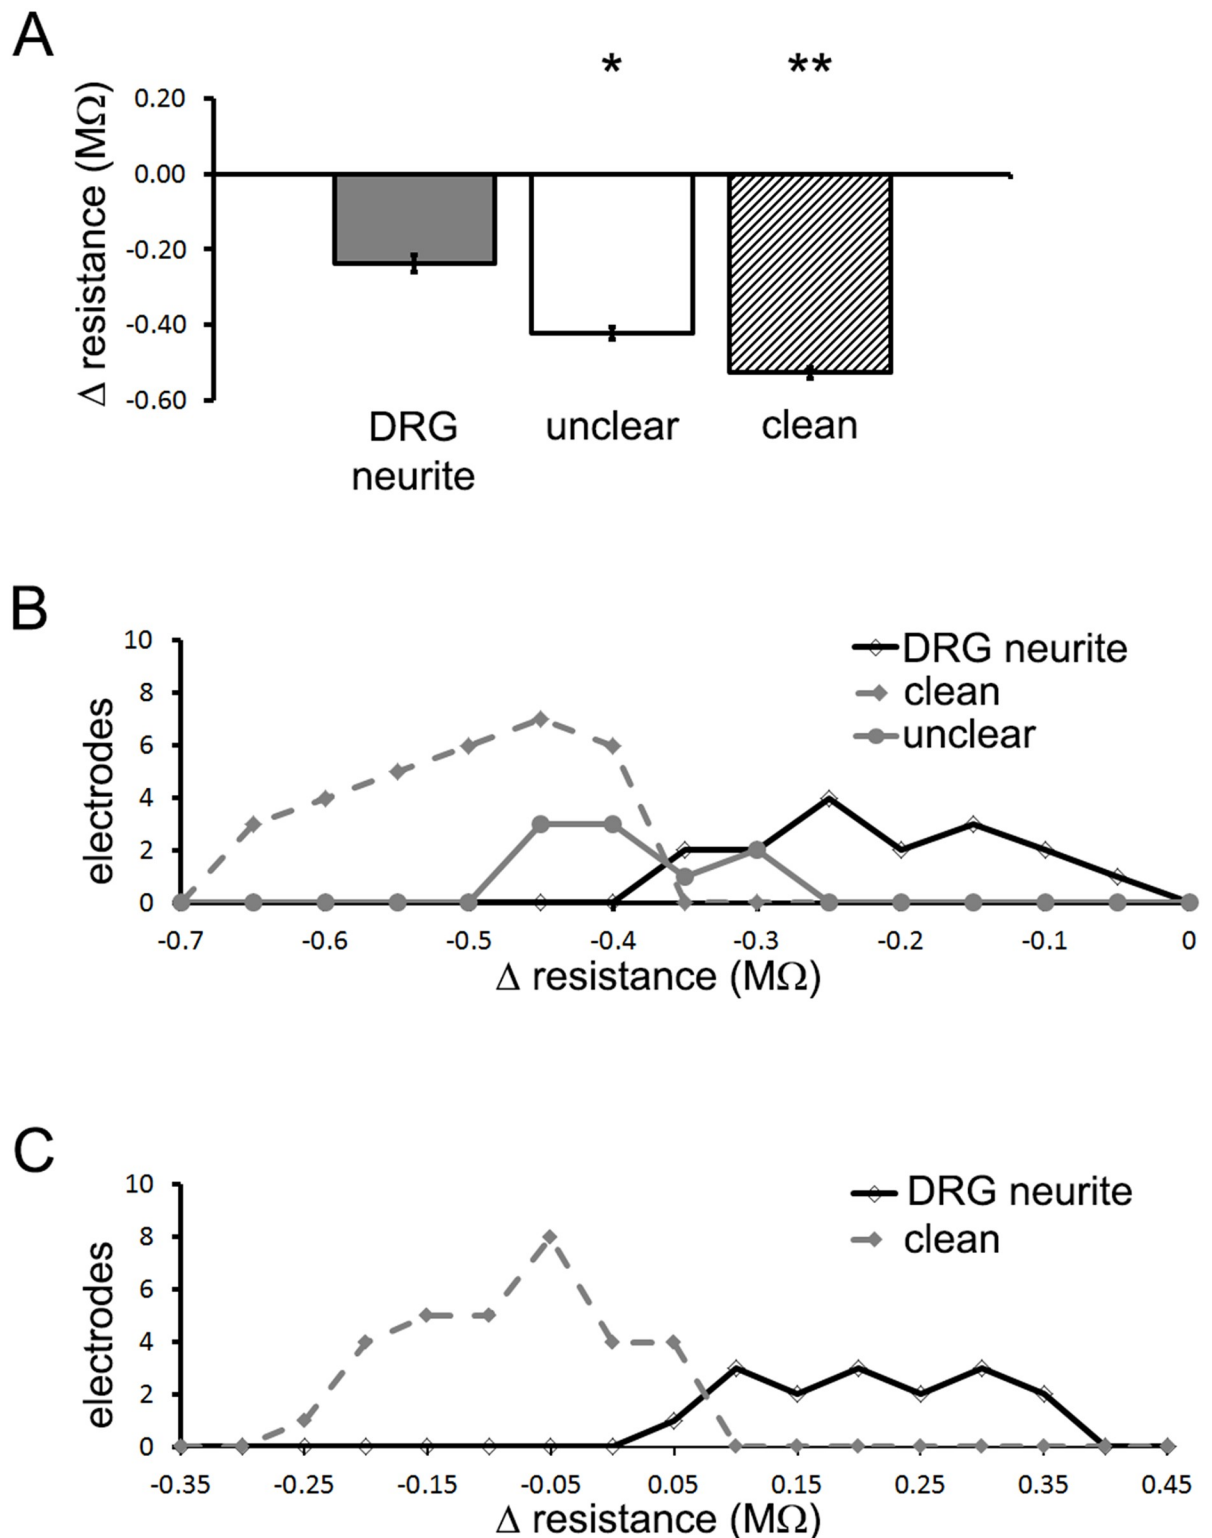 A
* **
Δ resistance (MΩ)
0.20
0.00
-0.20
-0.40
-0.60
DRG neurite
unclear
clean
B
electrodes
10
8
6
4
2
0
DRG neurite
clean
unclear
-0.7 -0.6 -0.5 -0.4 -0.3 -0.2 -0.1 0
Δ resistance (MΩ)
C
electrodes
10
8
6
4
2
0
DRG neurite
clean
-0.35 -0.25 -0.15 -0.05 0.05 0.15 0.25 0.35 0.45
Δ resistance (MΩ)